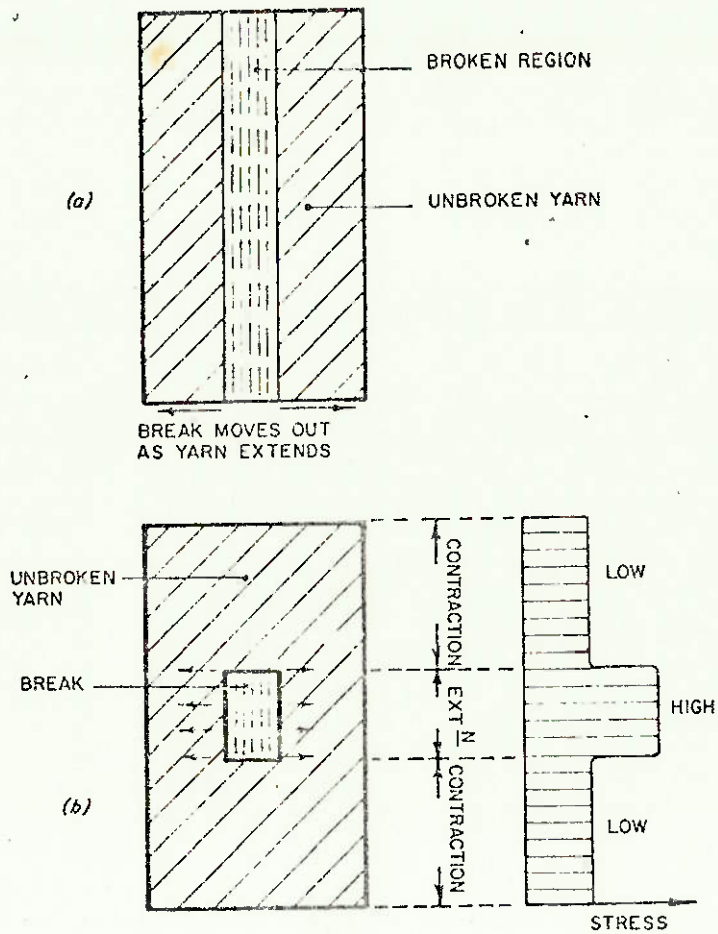 BROKEN REGION
(a)
UNBROKEN YARN
BREAK MOVES OUT
AS YARN EXTENDS
UNBROKEN
YARN
BREAK
(b)
CONTRACTION
EXT N
CONTRACTION
LOW
HIGH
LOW
STRESS